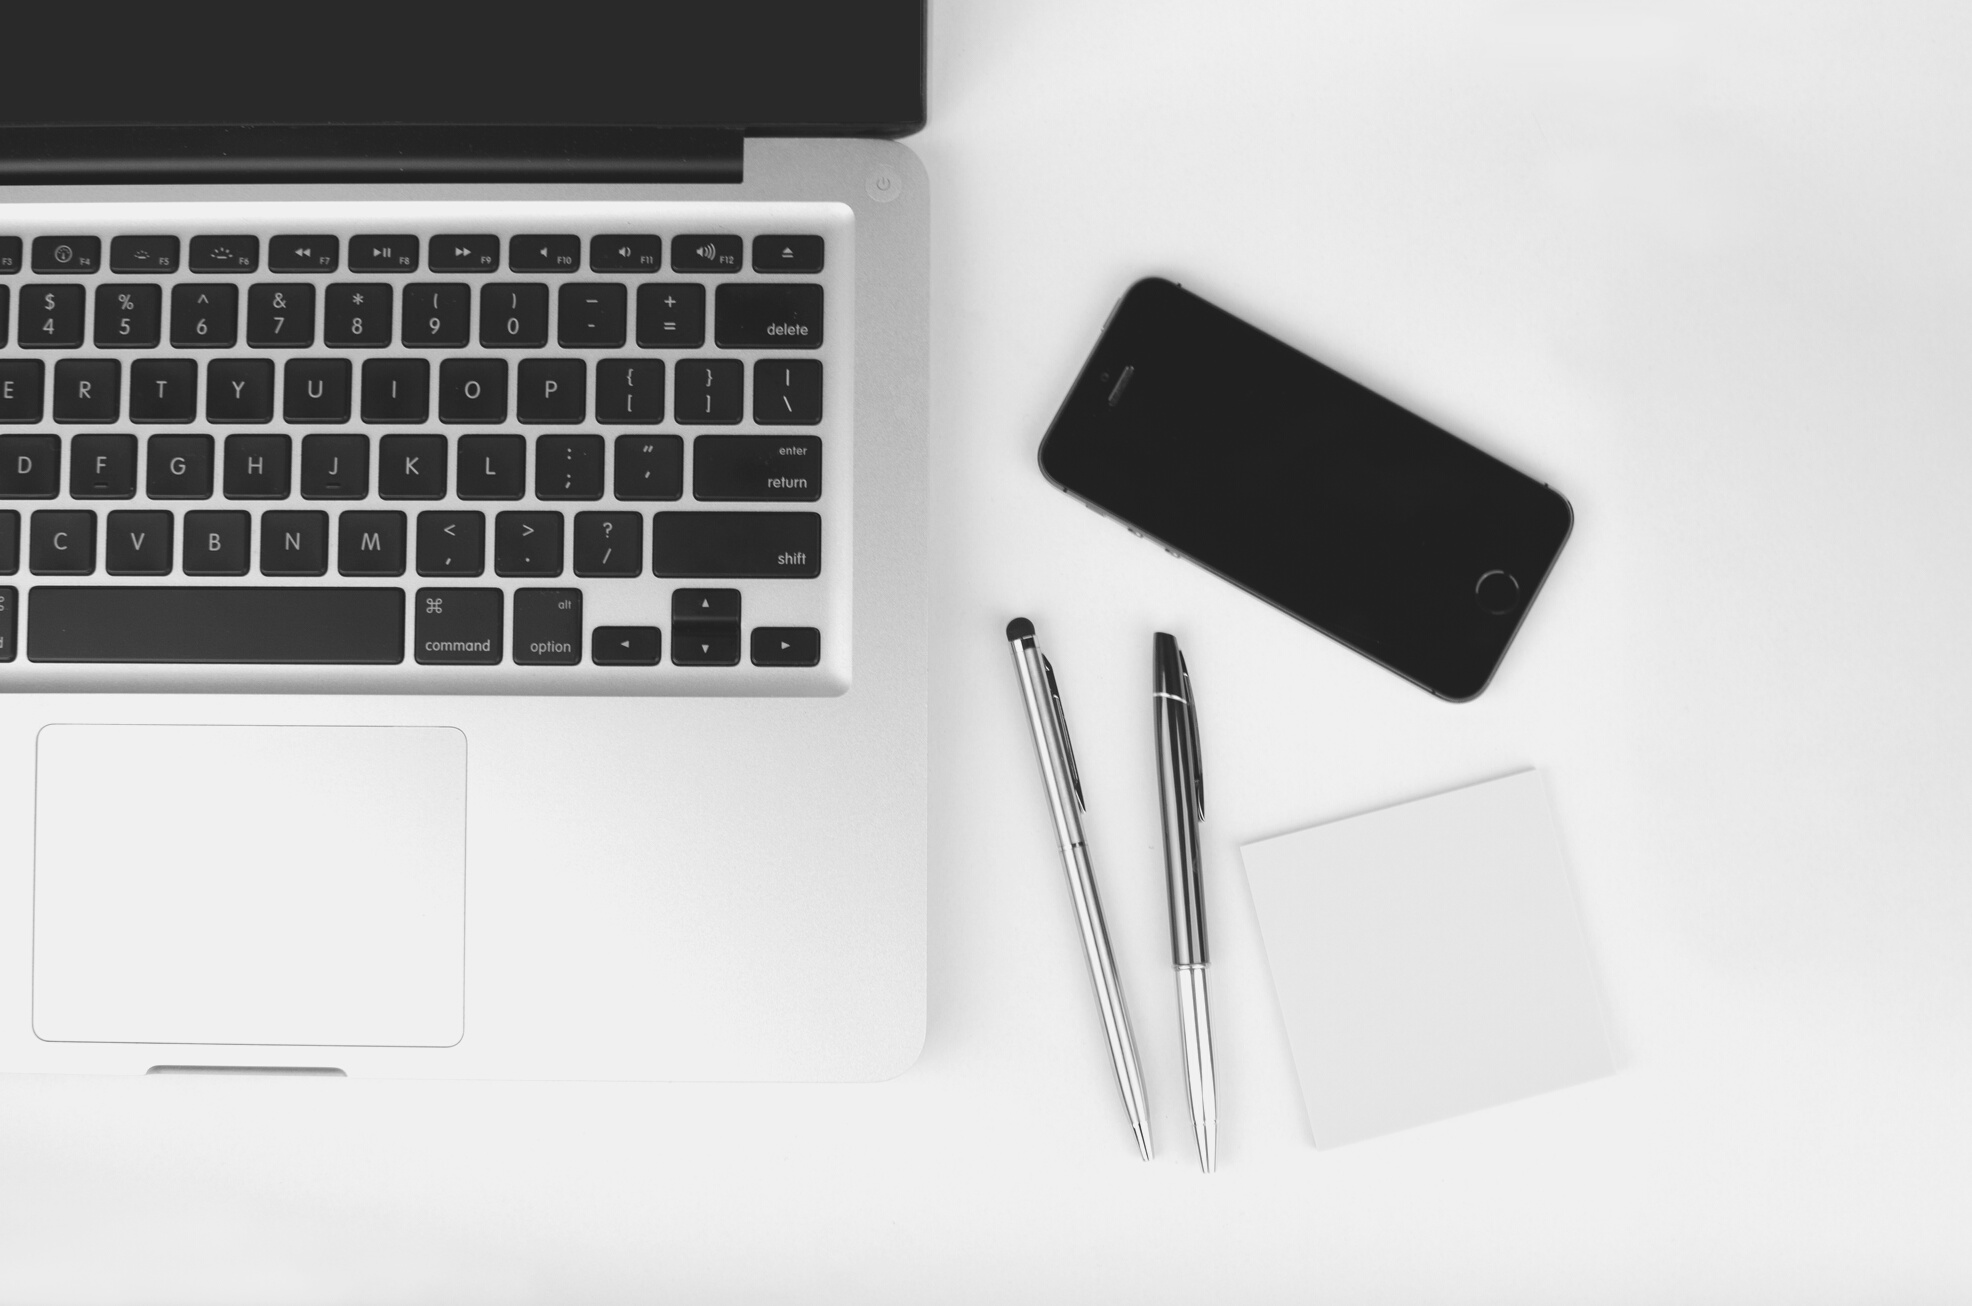 F3 F4 F5 F6 F7 F8 F9 F10 F11 F12
$ % ^ & * ( ) — +
4 5 6 7 8 9 0 - = delete
E R T Y U I O P { [ } ] | \
D F G H J K L : ; " ' enter return
C V B N M < , > . ? / shift
⌘ command alt option